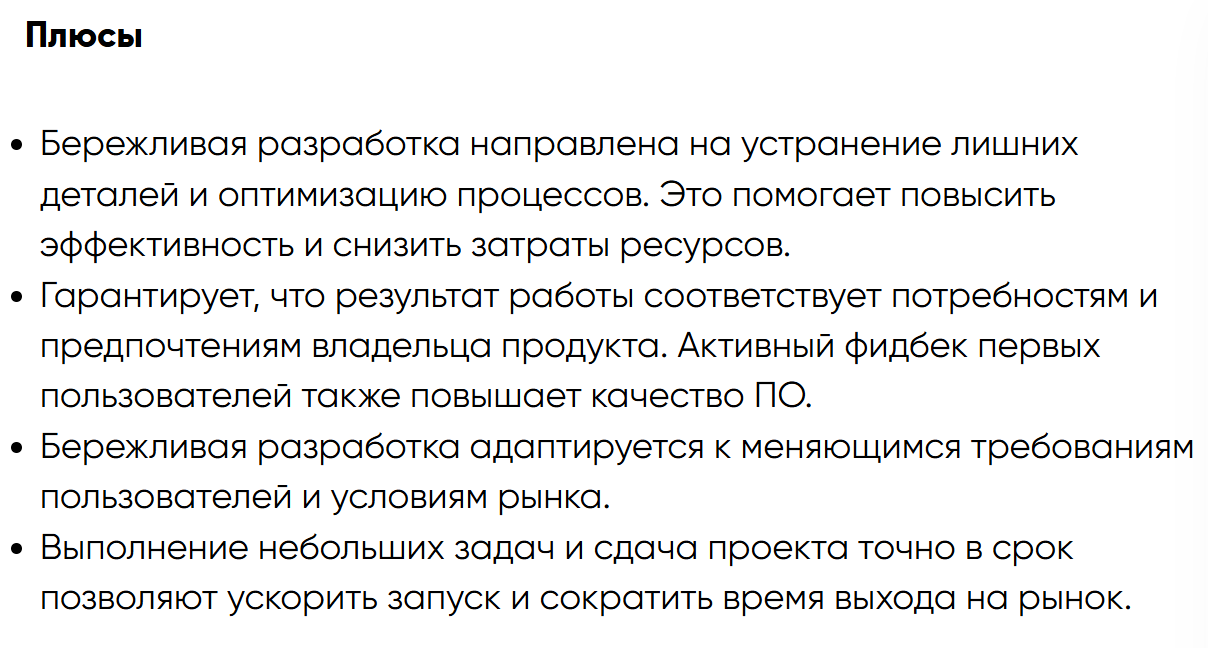 Плюсы
• Бережливая разработка направлена на устранение лишних
деталей и оптимизацию процессов. Это помогает повысить
эффективность и снизить затраты ресурсов.
• Гарантирует, что результат работы соответствует потребностям и
предпочтениям владельца продукта. Активный фидбек первых
пользователей также повышает качество ПО.
• Бережливая разработка адаптируется к меняющимся требованиям
пользователей и условиям рынка.
• Выполнение небольших задач и сдача проекта точно в срок
позволяют ускорить запуск и сократить время выхода на рынок.